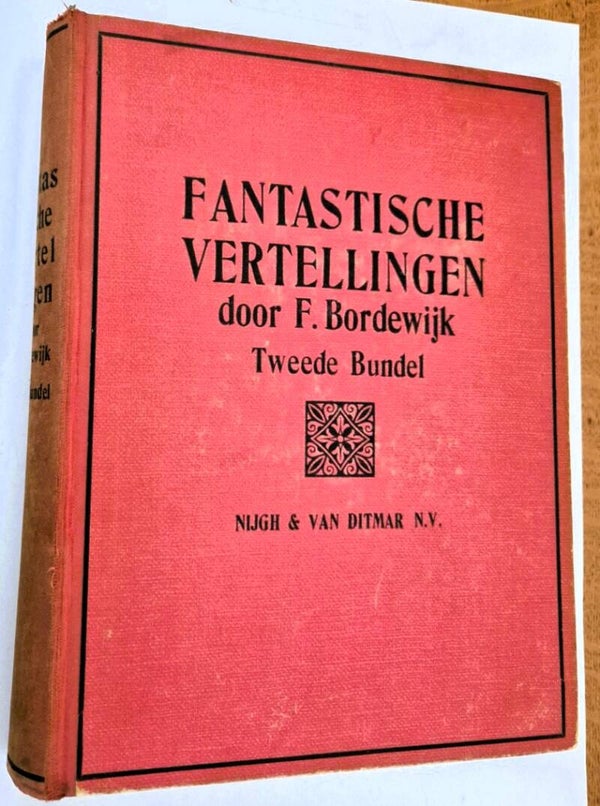 FANTASTISCHE
VERTELLINGEN
door F. Bordewijk
Tweede Bundel
NIJGH & VAN DITMAR N.V.